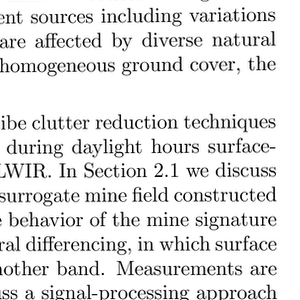 ent sources including variations
are affected by diverse natural
homogeneous ground cover, the
ibe clutter reduction techniques
during daylight hours surface-
LWIR. In Section 2.1 we discuss
surrogate mine field constructed
behavior of the mine signature
ral differencing, in which surface
nother band. Measurements are
uss a signal-processing approach